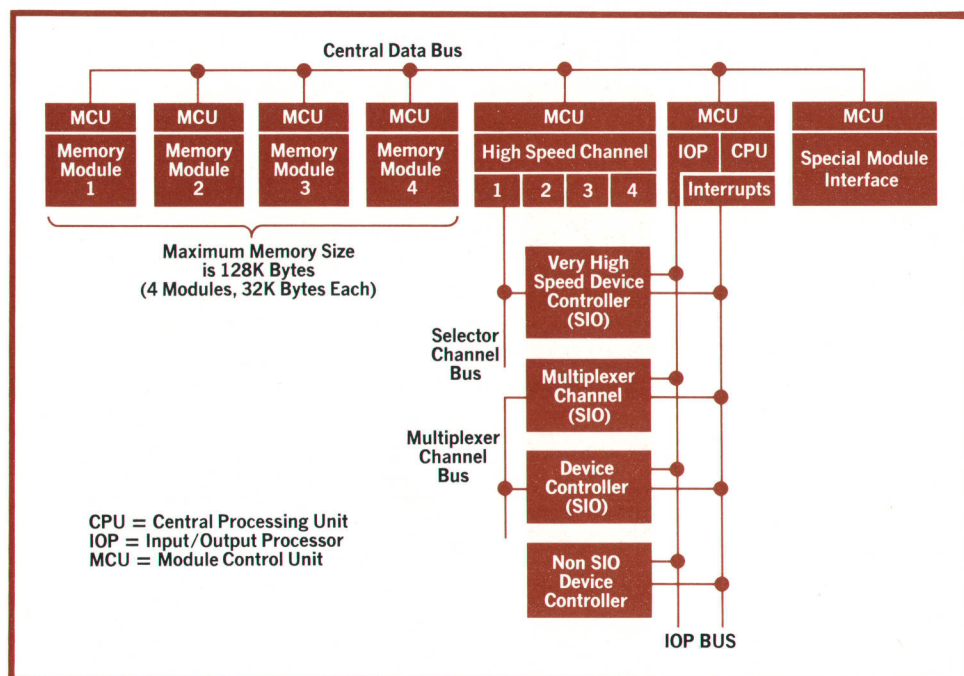 Central Data Bus
MCU
MCU
MCU
MCU
MCU
MCU
MCU
Memory
Module
1
Memory
Module
2
Memory
Module
3
Memory
Module
4
High Speed Channel
1
2
3
4
IOP
CPU
Interrupts
Special Module
Interface
Maximum Memory Size
is 128K Bytes
(4 Modules, 32K Bytes Each)
Very High
Speed Device
Controller
(SIO)
Selector
Channel
Bus
Multiplexer
Channel
(SIO)
Multiplexer
Channel
Bus
Device
Controller
(SIO)
CPU = Central Processing Unit
IOP = Input/Output Processor
MCU = Module Control Unit
Non SIO
Device
Controller
IOP BUS